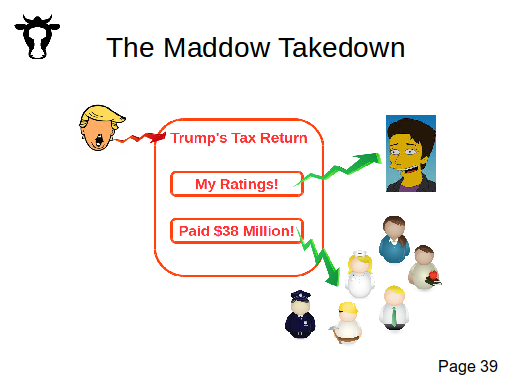 The Maddow Takedown
Trump's Tax Return
My Ratings!
Paid $38 Million!
Page 39